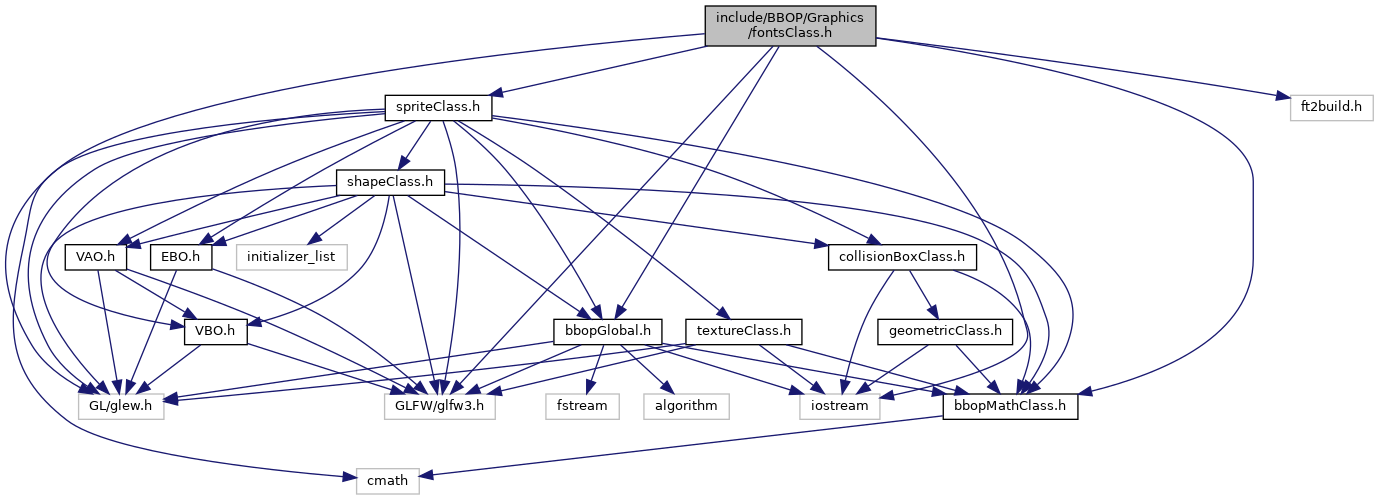 include/BBOP/Graphics
/fontsClass.h
spriteClass.h
ft2build.h
shapeClass.h
VAO.h
EBO.h
initializer_list
collisionBoxClass.h
VBO.h
bbopGlobal.h
textureClass.h
geometricClass.h
GL/glew.h
GLFW/glfw3.h
fstream
algorithm
iostream
bbopMathClass.h
cmath